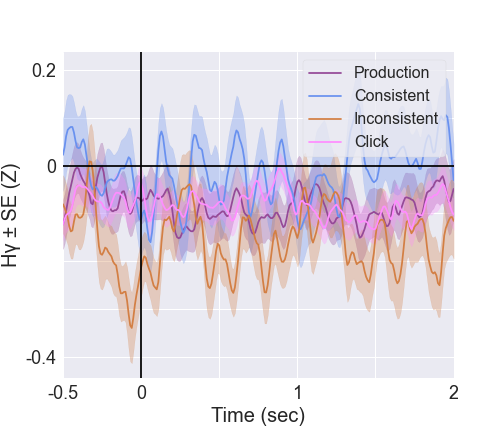 Hγ ± SE (Z)
0.2
0
-0.4
Production
Consistent
Inconsistent
Click
-0.5 0 1 2
Time (sec)